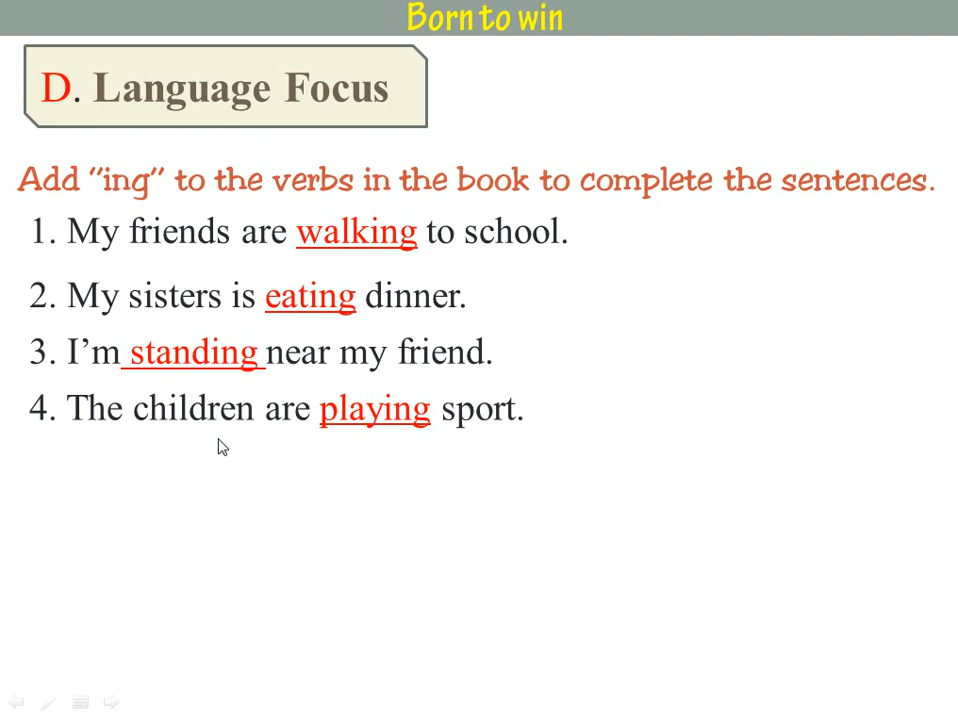 Born to win
D. Language Focus
Add "ing" to the verbs in the book to complete the sentences.
1. My friends are walking to school.
2. My sisters is eating dinner.
3. I’m standing near my friend.
4. The children are playing sport.